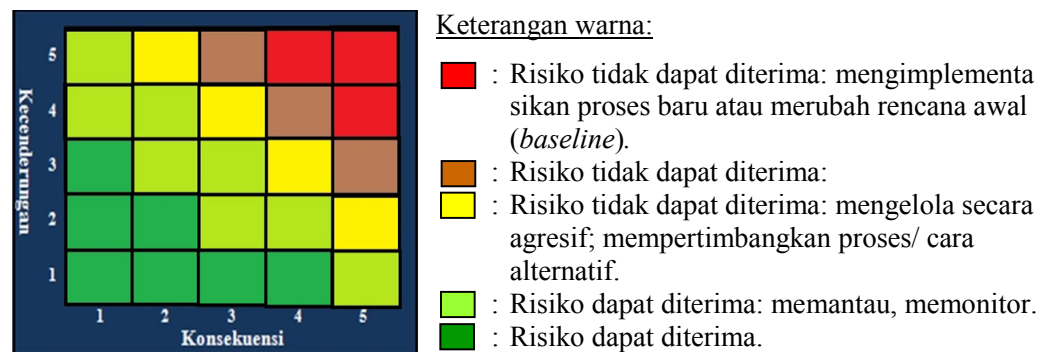 Kecenderungan
5
4
3
2
1
1 2 3 4 5
Konsekuensi
Keterangan warna:
: Risiko tidak dapat diterima: mengimplementa
sikan proses baru atau merubah rencana awal
(baseline).
: Risiko tidak dapat diterima:
: Risiko tidak dapat diterima: mengelola secara
agresif; mempertimbangkan proses/ cara
alternatif.
: Risiko dapat diterima: memantau, memonitor.
: Risiko dapat diterima.